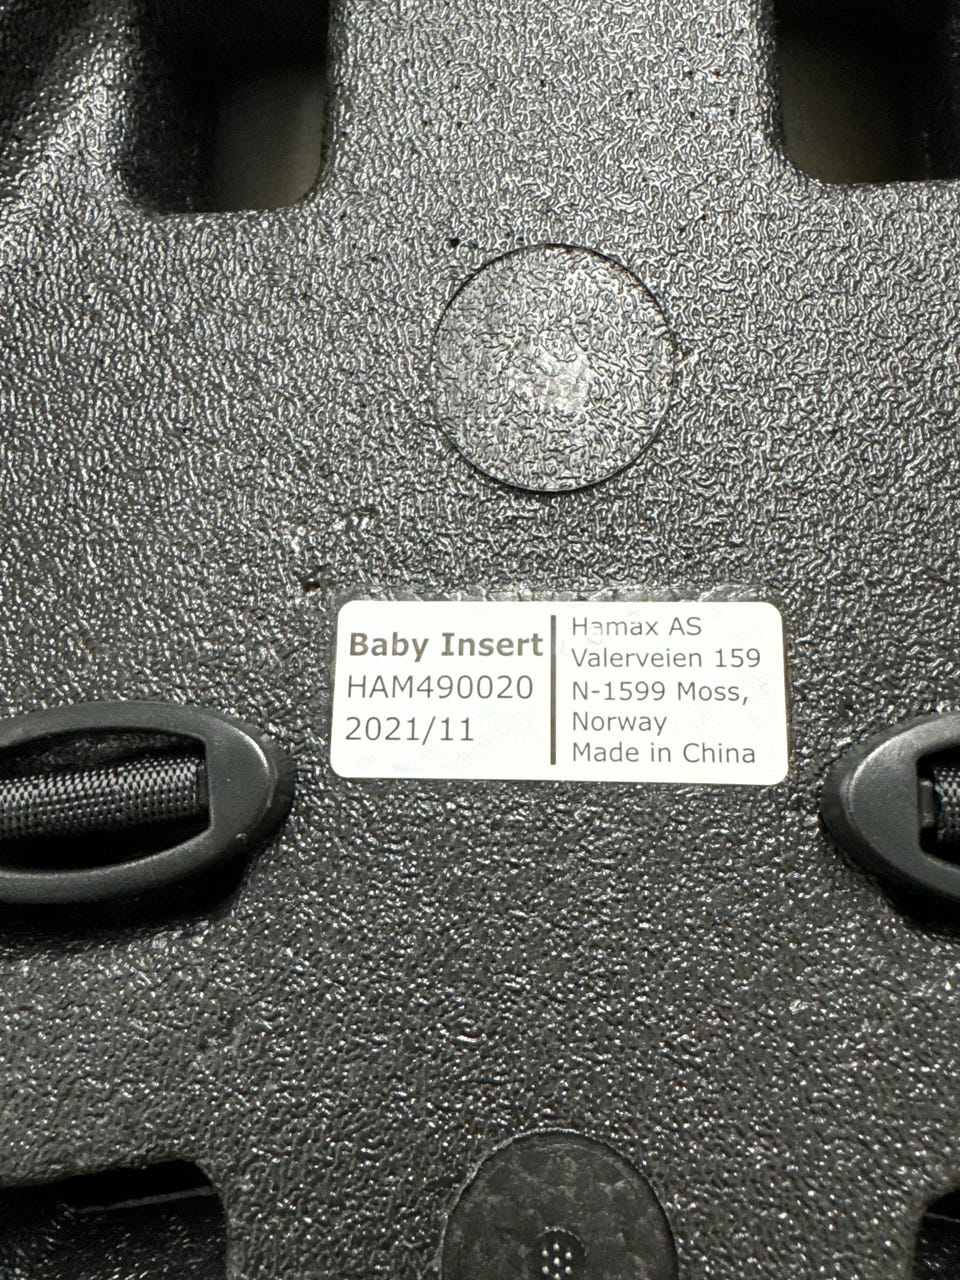 Baby Insert
HAM490020
2021/11
Hamax AS
Valerveien 159
N-1599 Moss,
Norway
Made in China